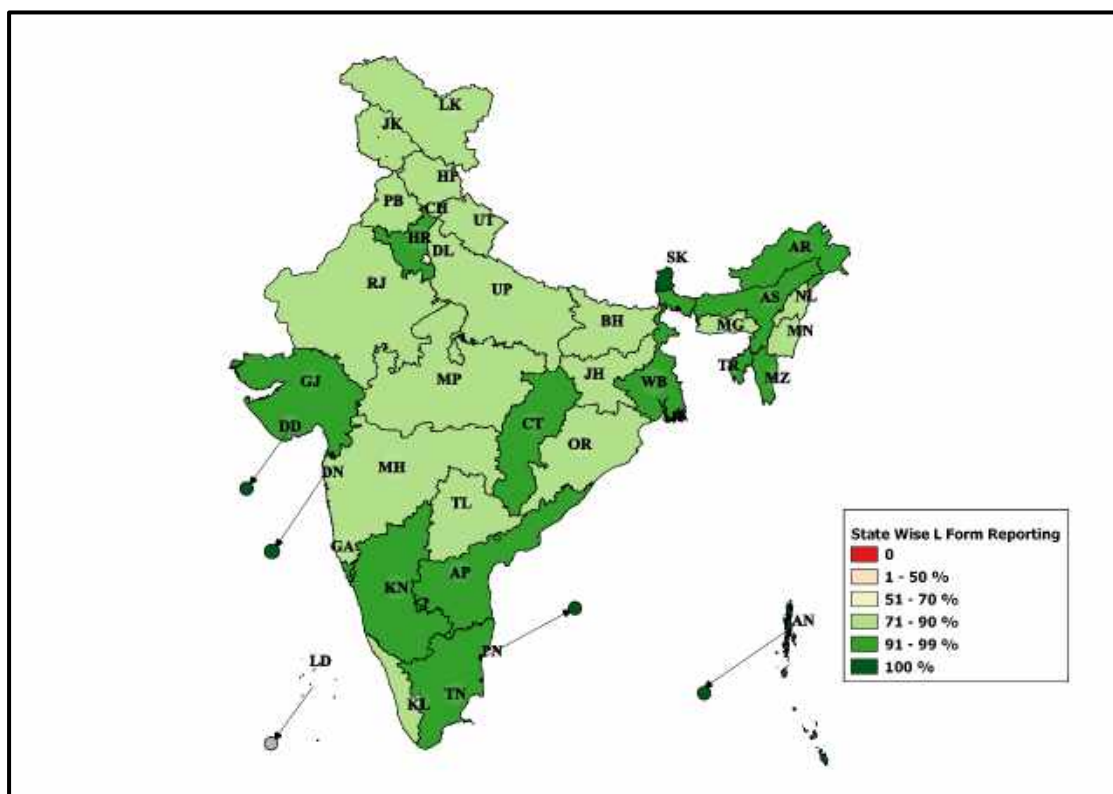 LK
JK
HP
PB
CH
UT
HR
DL
RJ
UP
SK
AR
AS
NL
BH
MG
MN
GJ
MP
JH
WB
TR
MZ
DD
CT
OR
DN
MH
TL
GA
KN
AP
PN
LD
KL
TN
AN
State Wise L Form Reporting
0
1 - 50 %
51 - 70 %
71 - 90 %
91 - 99 %
100 %